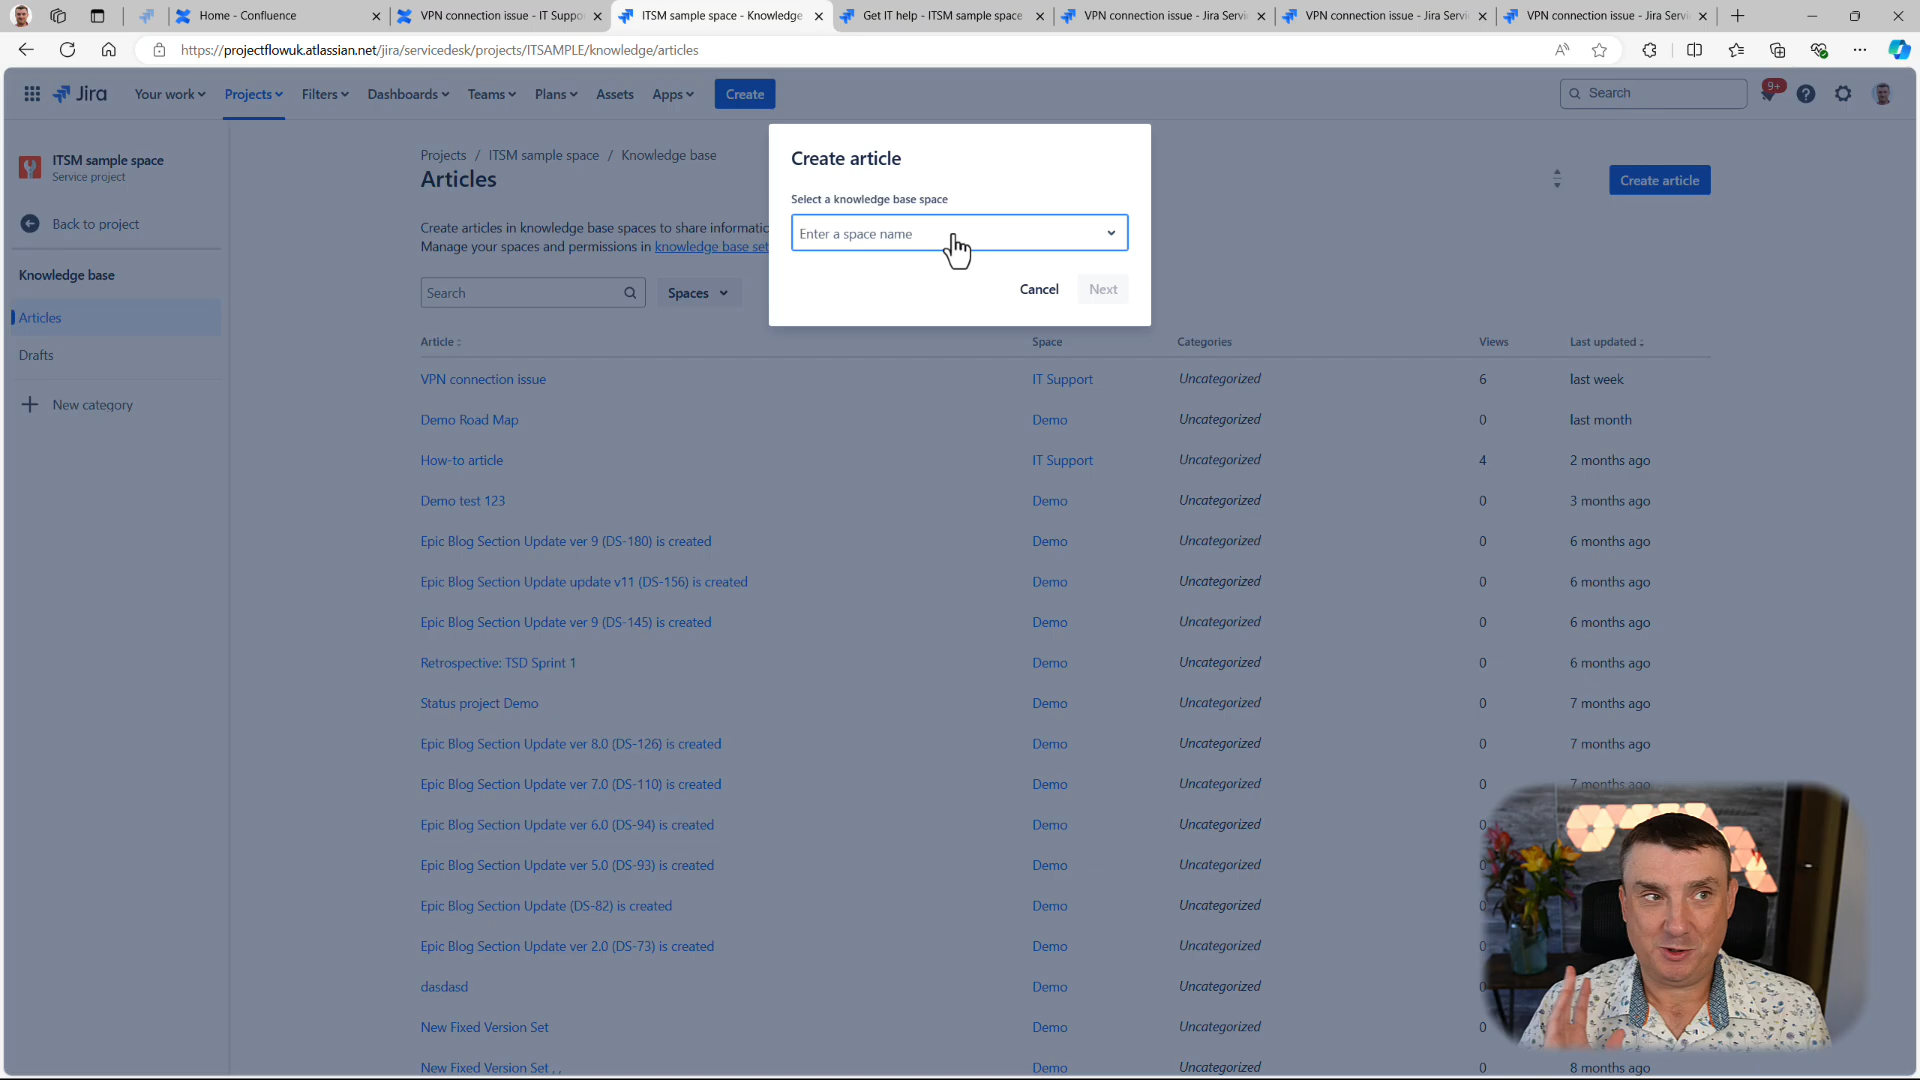 Home - Confluence
VPN connection issue - IT Suppo
ITSM sample space - Knowledge
Get IT help - ITSM sample space
VPN connection issue - Jira Servi
VPN connection issue - Jira Servi
VPN connection issue - Jira Servi
https://projectflowuk.atlassian.net/jira/servicedesk/projects/ITSAMPLE/knowledge/articles
Jira
Your work
Projects
Filters
Dashboards
Teams
Plans
Assets
Apps
Create
Search
9+
ITSM sample space
Service project
Back to project
Knowledge base
Articles
Drafts
New category
Projects / ITSM sample space / Knowledge base
Articles
Create article
Create articles in knowledge base spaces to share informatio
Manage your spaces and permissions in knowledge base set
Search
Spaces
Create article
Select a knowledge base space
Enter a space name
Cancel
Next
Article Space Categories Views Last updated
VPN connection issue IT Support Uncategorized 6 last week
Demo Road Map Demo Uncategorized 0 last month
How-to article IT Support Uncategorized 4 2 months ago
Demo test 123 Demo Uncategorized 0 3 months ago
Epic Blog Section Update ver 9 (DS-180) is created Demo Uncategorized 0 6 months ago
Epic Blog Section Update update v11 (DS-156) is created Demo Uncategorized 0 6 months ago
Epic Blog Section Update ver 9 (DS-145) is created Demo Uncategorized 0 6 months ago
Retrospective: TSD Sprint 1 Demo Uncategorized 0 6 months ago
Status project Demo Demo Uncategorized 0 7 months ago
Epic Blog Section Update ver 8.0 (DS-126) is created Demo Uncategorized 0 7 months ago
Epic Blog Section Update ver 7.0 (DS-110) is created Demo Uncategorized 0 7 months ago
Epic Blog Section Update ver 6.0 (DS-94) is created Demo Uncategorized 0
Epic Blog Section Update ver 5.0 (DS-93) is created Demo Uncategorized 0
Epic Blog Section Update (DS-82) is created Demo Uncategorized 0
Epic Blog Section Update ver 2.0 (DS-73) is created Demo Uncategorized 0
dasdasd Demo Uncategorized 0
New Fixed Version Set Demo Uncategorized 0
New Fixed Version Set , , Demo Uncategorized 0 8 months ago